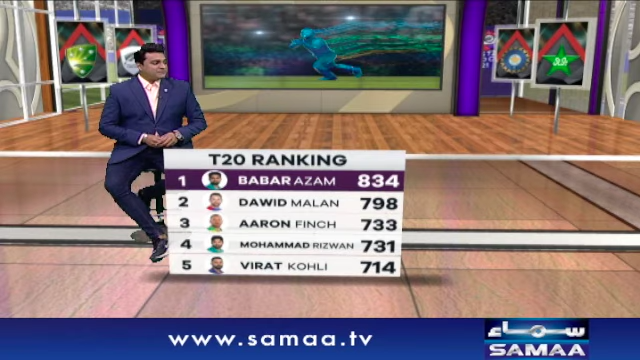 T20 RANKING
1 BABAR AZAM 834
2 DAWID MALAN 798
3 AARON FINCH 733
4 MOHAMMAD RIZWAN 731
5 VIRAT KOHLI 714
www.samaa.tv
سماء
SAMAA